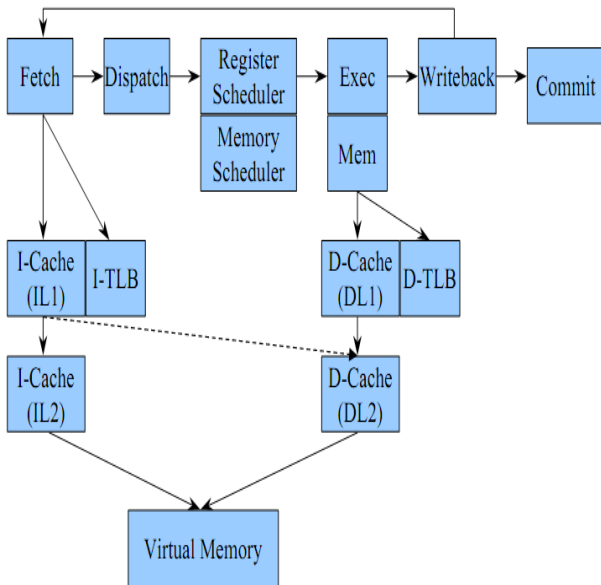 Fetch
Dispatch
Register
Scheduler
Exec
Writeback
Commit
Memory
Scheduler
Mem
I-Cache
(IL1)
I-TLB
D-Cache
(DL1)
D-TLB
I-Cache
(IL2)
D-Cache
(DL2)
Virtual Memory